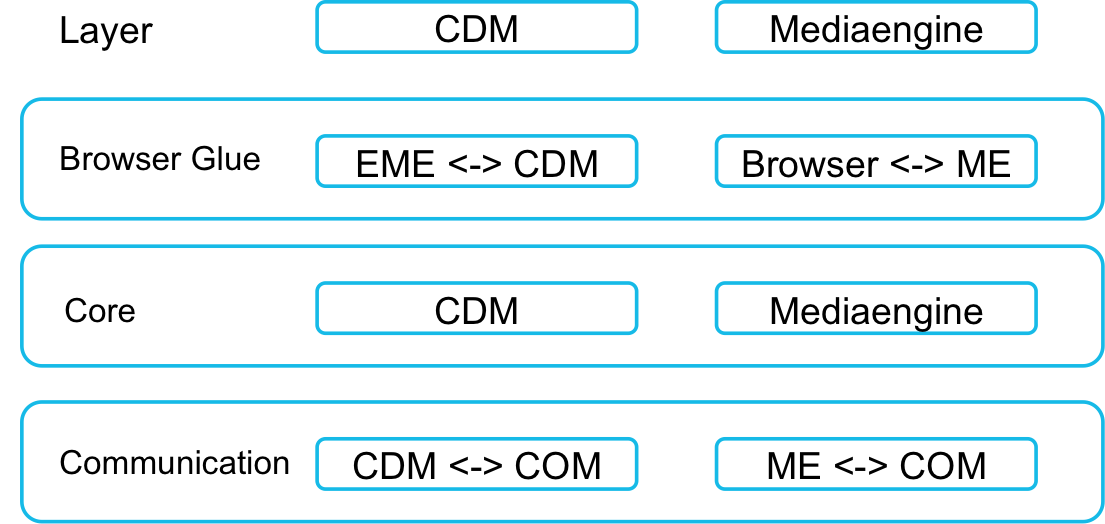 Layer CDM Mediaengine
Browser Glue EME <-> CDM Browser <-> ME
Core CDM Mediaengine
Communication CDM <-> COM ME <-> COM